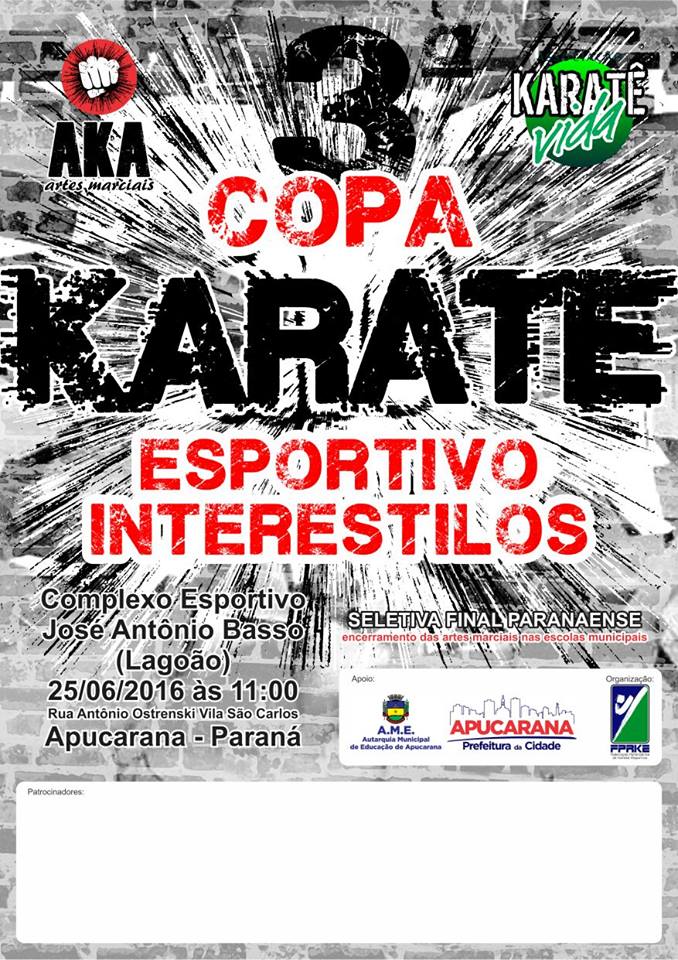 3ª
AKA
artes marciais
KARATÊ
vida
COPA
KARATE
ESPORTIVO
INTERESTILOS
Complexo Esportivo
José Antônio Basso
(Lagoão)
25/06/2016 às 11:00
Rua Antônio Ostrenski Vila São Carlos
Apucarana - Paraná
SELETIVA FINAL PARANAENSE
encerramento das artes marciais nas escolas municipais
Apoio:
A.M.E.
Autarquia Municipal
de Educação de Apucarana
APUCARANA
Prefeitura da Cidade
Organização:
FPRKE
Patrocinadores: